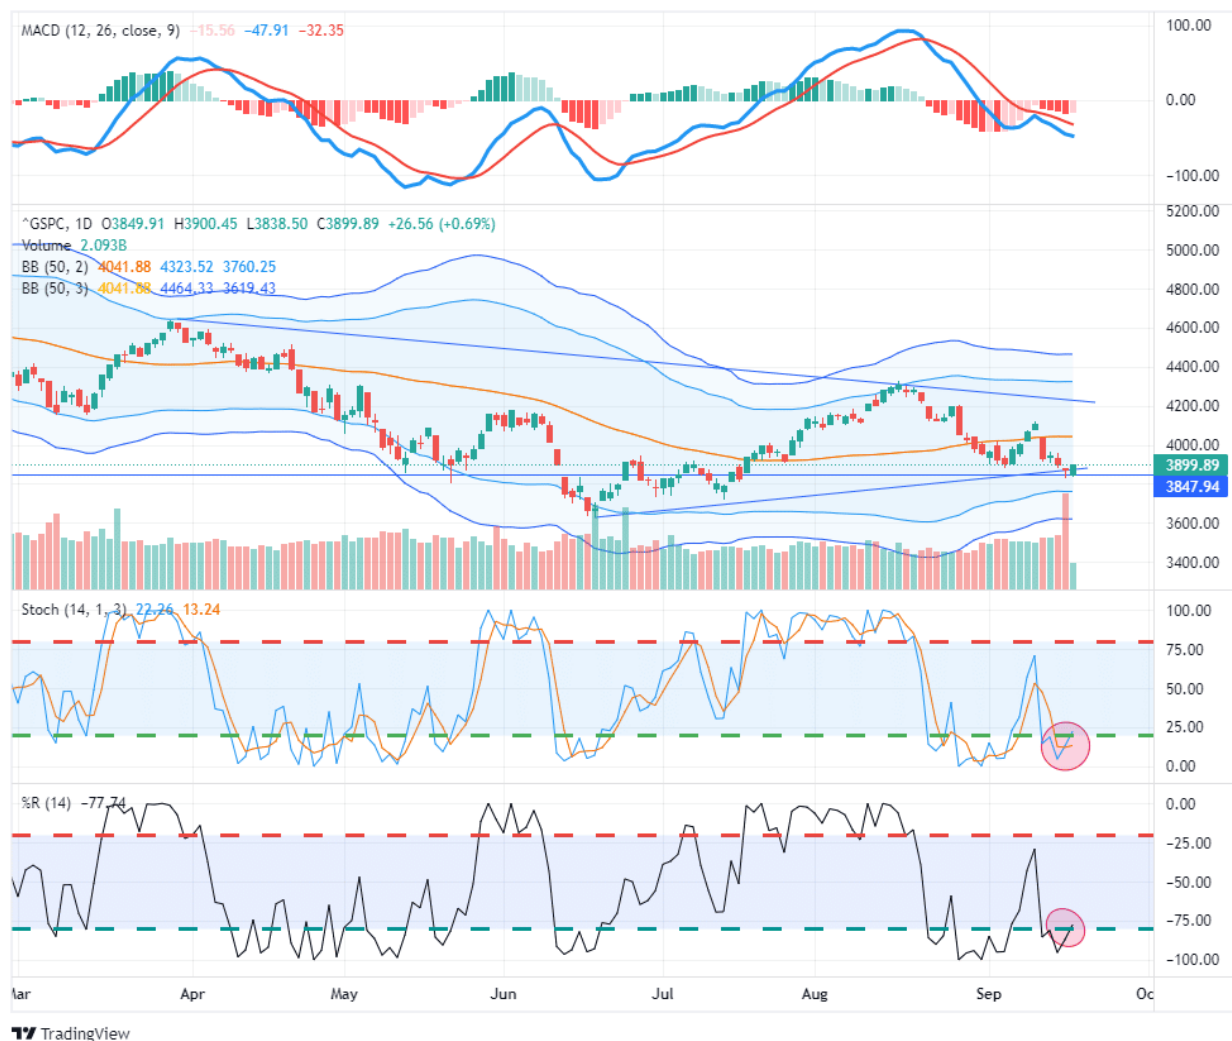 MACD (12, 26, close, 9) −15.56 −47.91 −32.35
100.00
0.00
−100.00
^GSPC, 1D O3849.91 H3900.45 L3838.50 C3899.89 +26.56 (+0.69%)
Volume 2.093B
BB (50, 2) 4041.88 4323.52 3760.25
BB (50, 3) 4041.88 4464.33 3619.43
5200.00
5000.00
4800.00
4600.00
4400.00
4200.00
4000.00
3899.89
3847.94
3600.00
3400.00
Stoch (14, 1, 3) 22.26 13.24
100.00
75.00
50.00
25.00
0.00
%R (14) −77.74
0.00
−25.00
−50.00
−75.00
−100.00
Mar Apr May Jun Jul Aug Sep Oc
TradingView